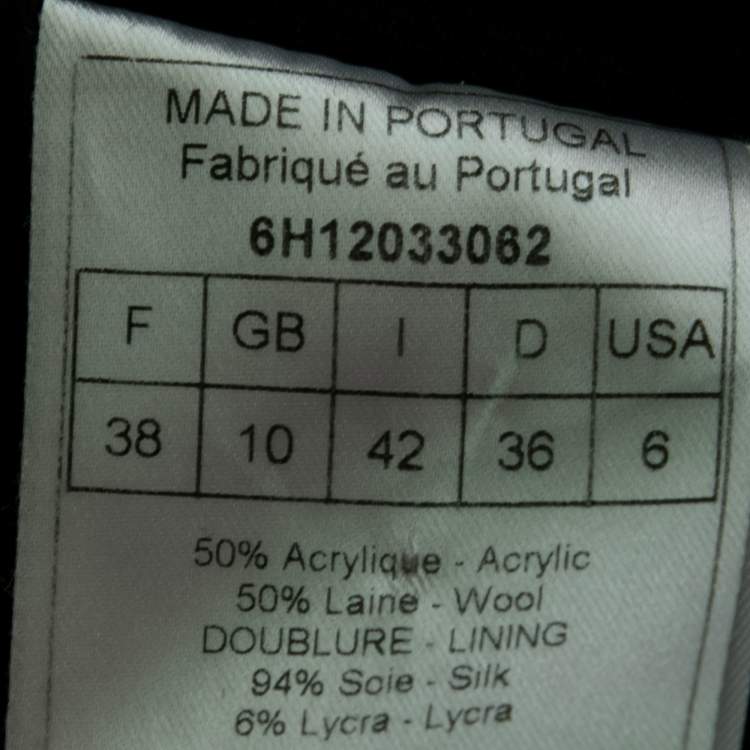 MADE IN PORTUGAL
Fabriqué au Portugal
6H12033062
F GB I D USA
38 10 42 36 6
50% Acrylique - Acrylic
50% Laine - Wool
DOUBLURE - LINING
94% Soie - Silk
6% Lycra - Lycra